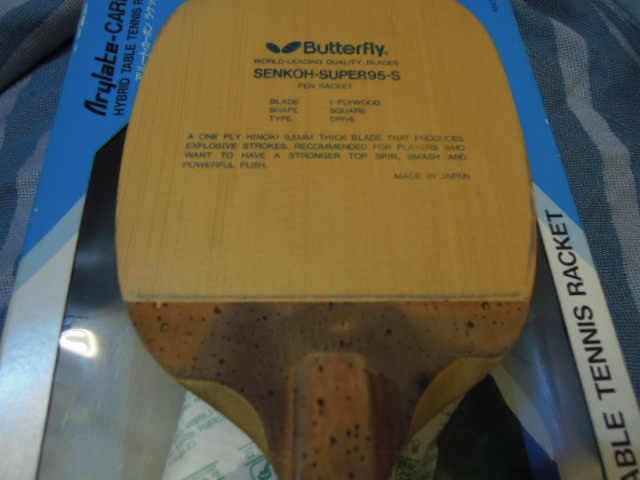 Butterfly
WORLD-LEADING QUALITY BLADES
SENKOH-SUPER95-S
PEN RACKET
BLADE 1-PLYWOOD
SHAPE SQUARE
TYPE DRIVE
A ONE PLY HINOKI 9,5MM THICK BLADE THAT PRODUCES
EXPLOSIVE STROKES. RECOMMENDED FOR PLAYERS WHO
WANT TO HAVE A STRONGER TOP SPIN, SMASH AND
POWERFUL PUSH.
MADE IN JAPAN
Arylate-CAR
HYBRID TABLE TENNIS R
ABLE TENNIS RACKET